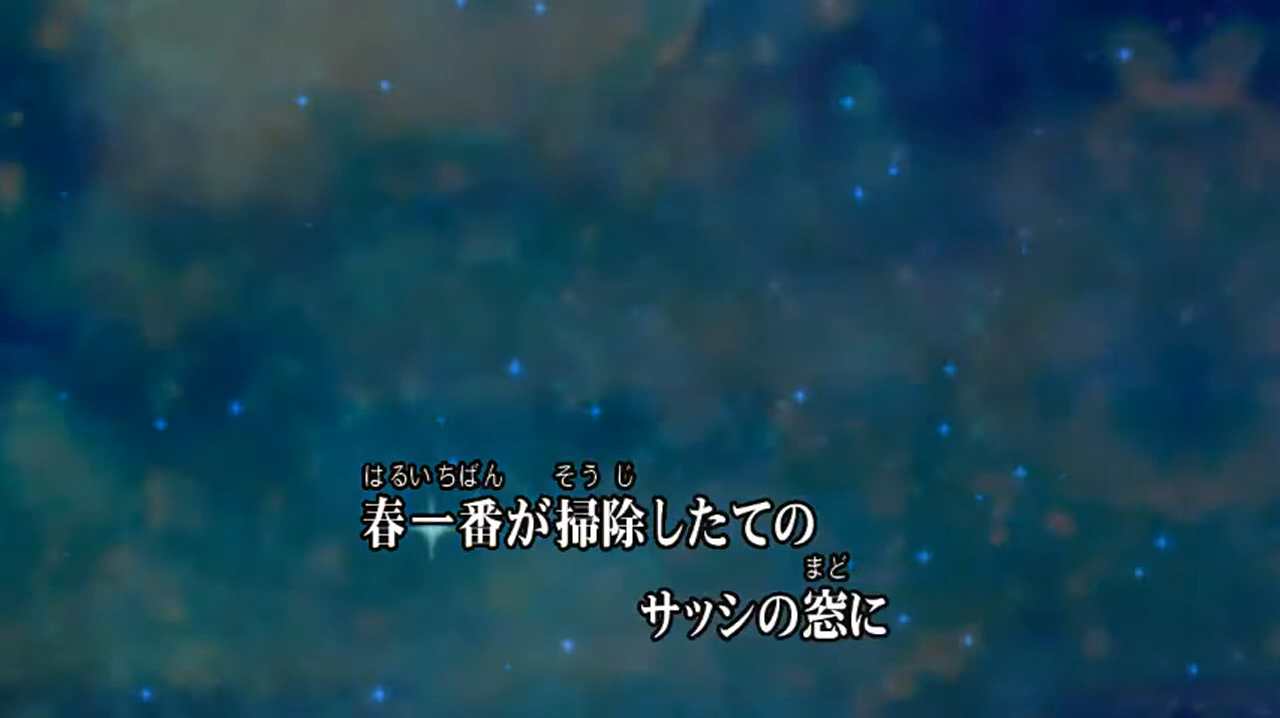 はるいちばん そうじ
春一番が掃除したての
まど
サッシの窓に